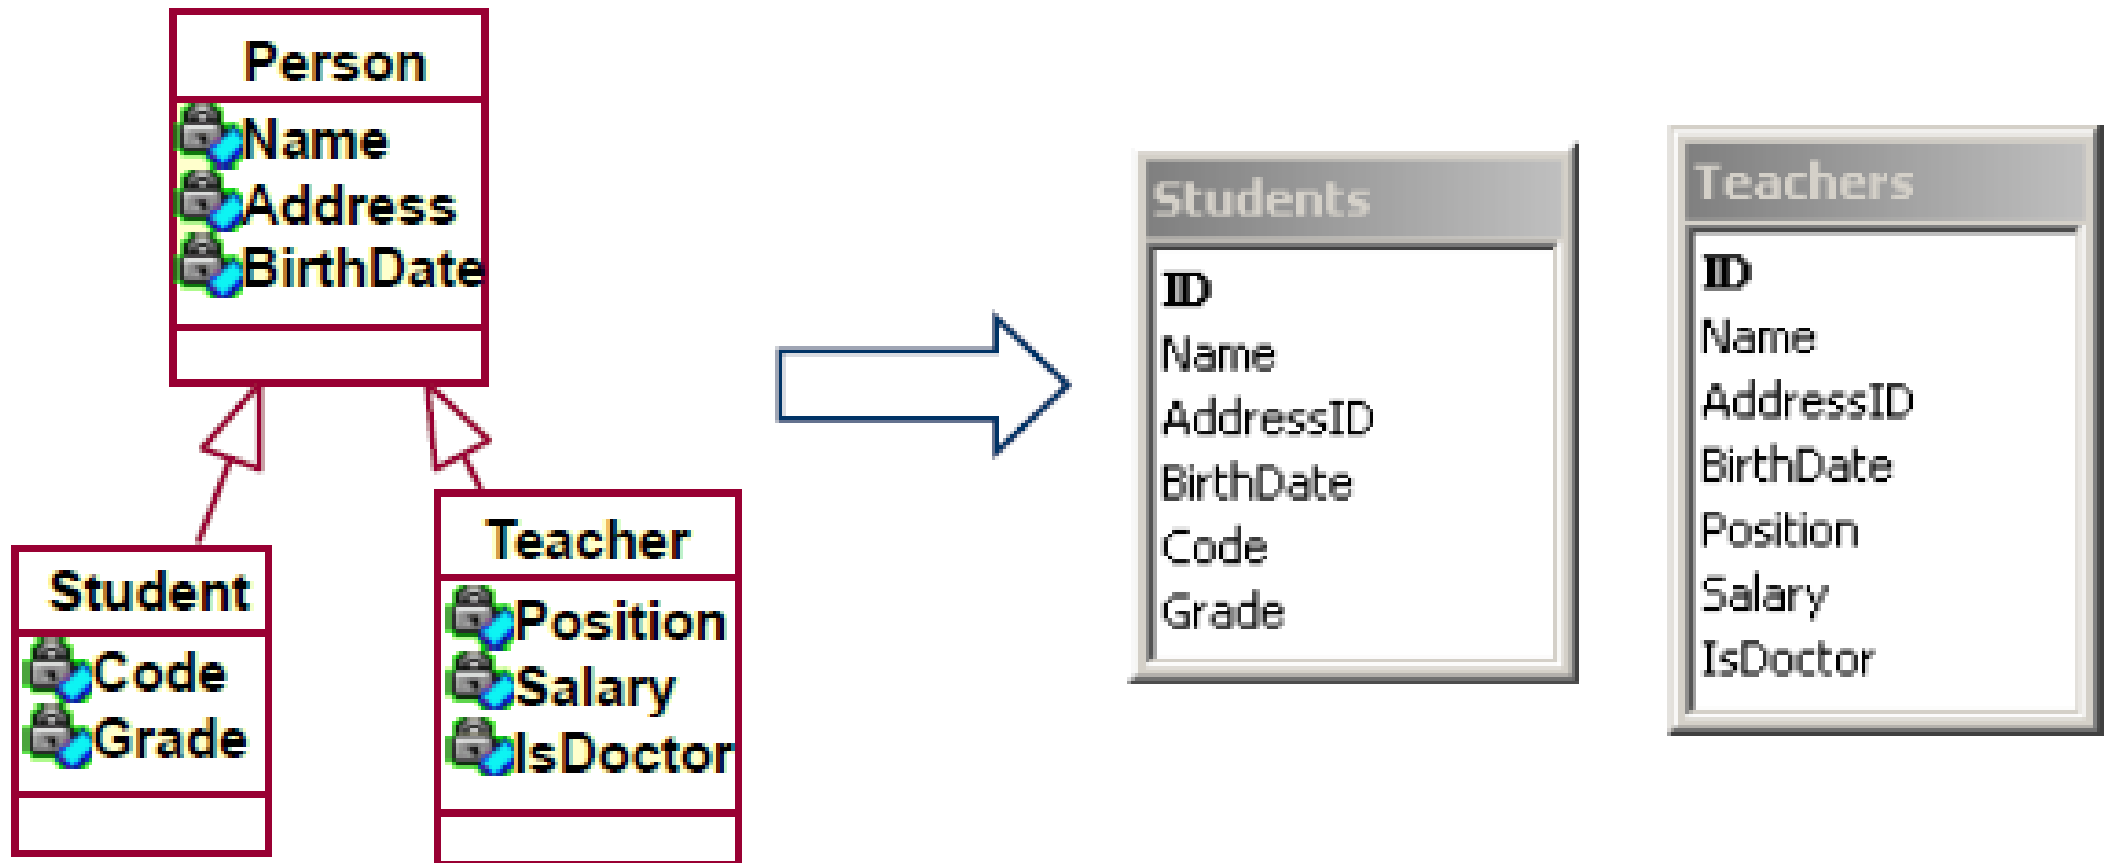 Person
Name
Address
BirthDate
Student
Code
Grade
Teacher
Position
Salary
IsDoctor
Students
ID
Name
AddressID
BirthDate
Code
Grade
Teachers
ID
Name
AddressID
BirthDate
Position
Salary
IsDoctor